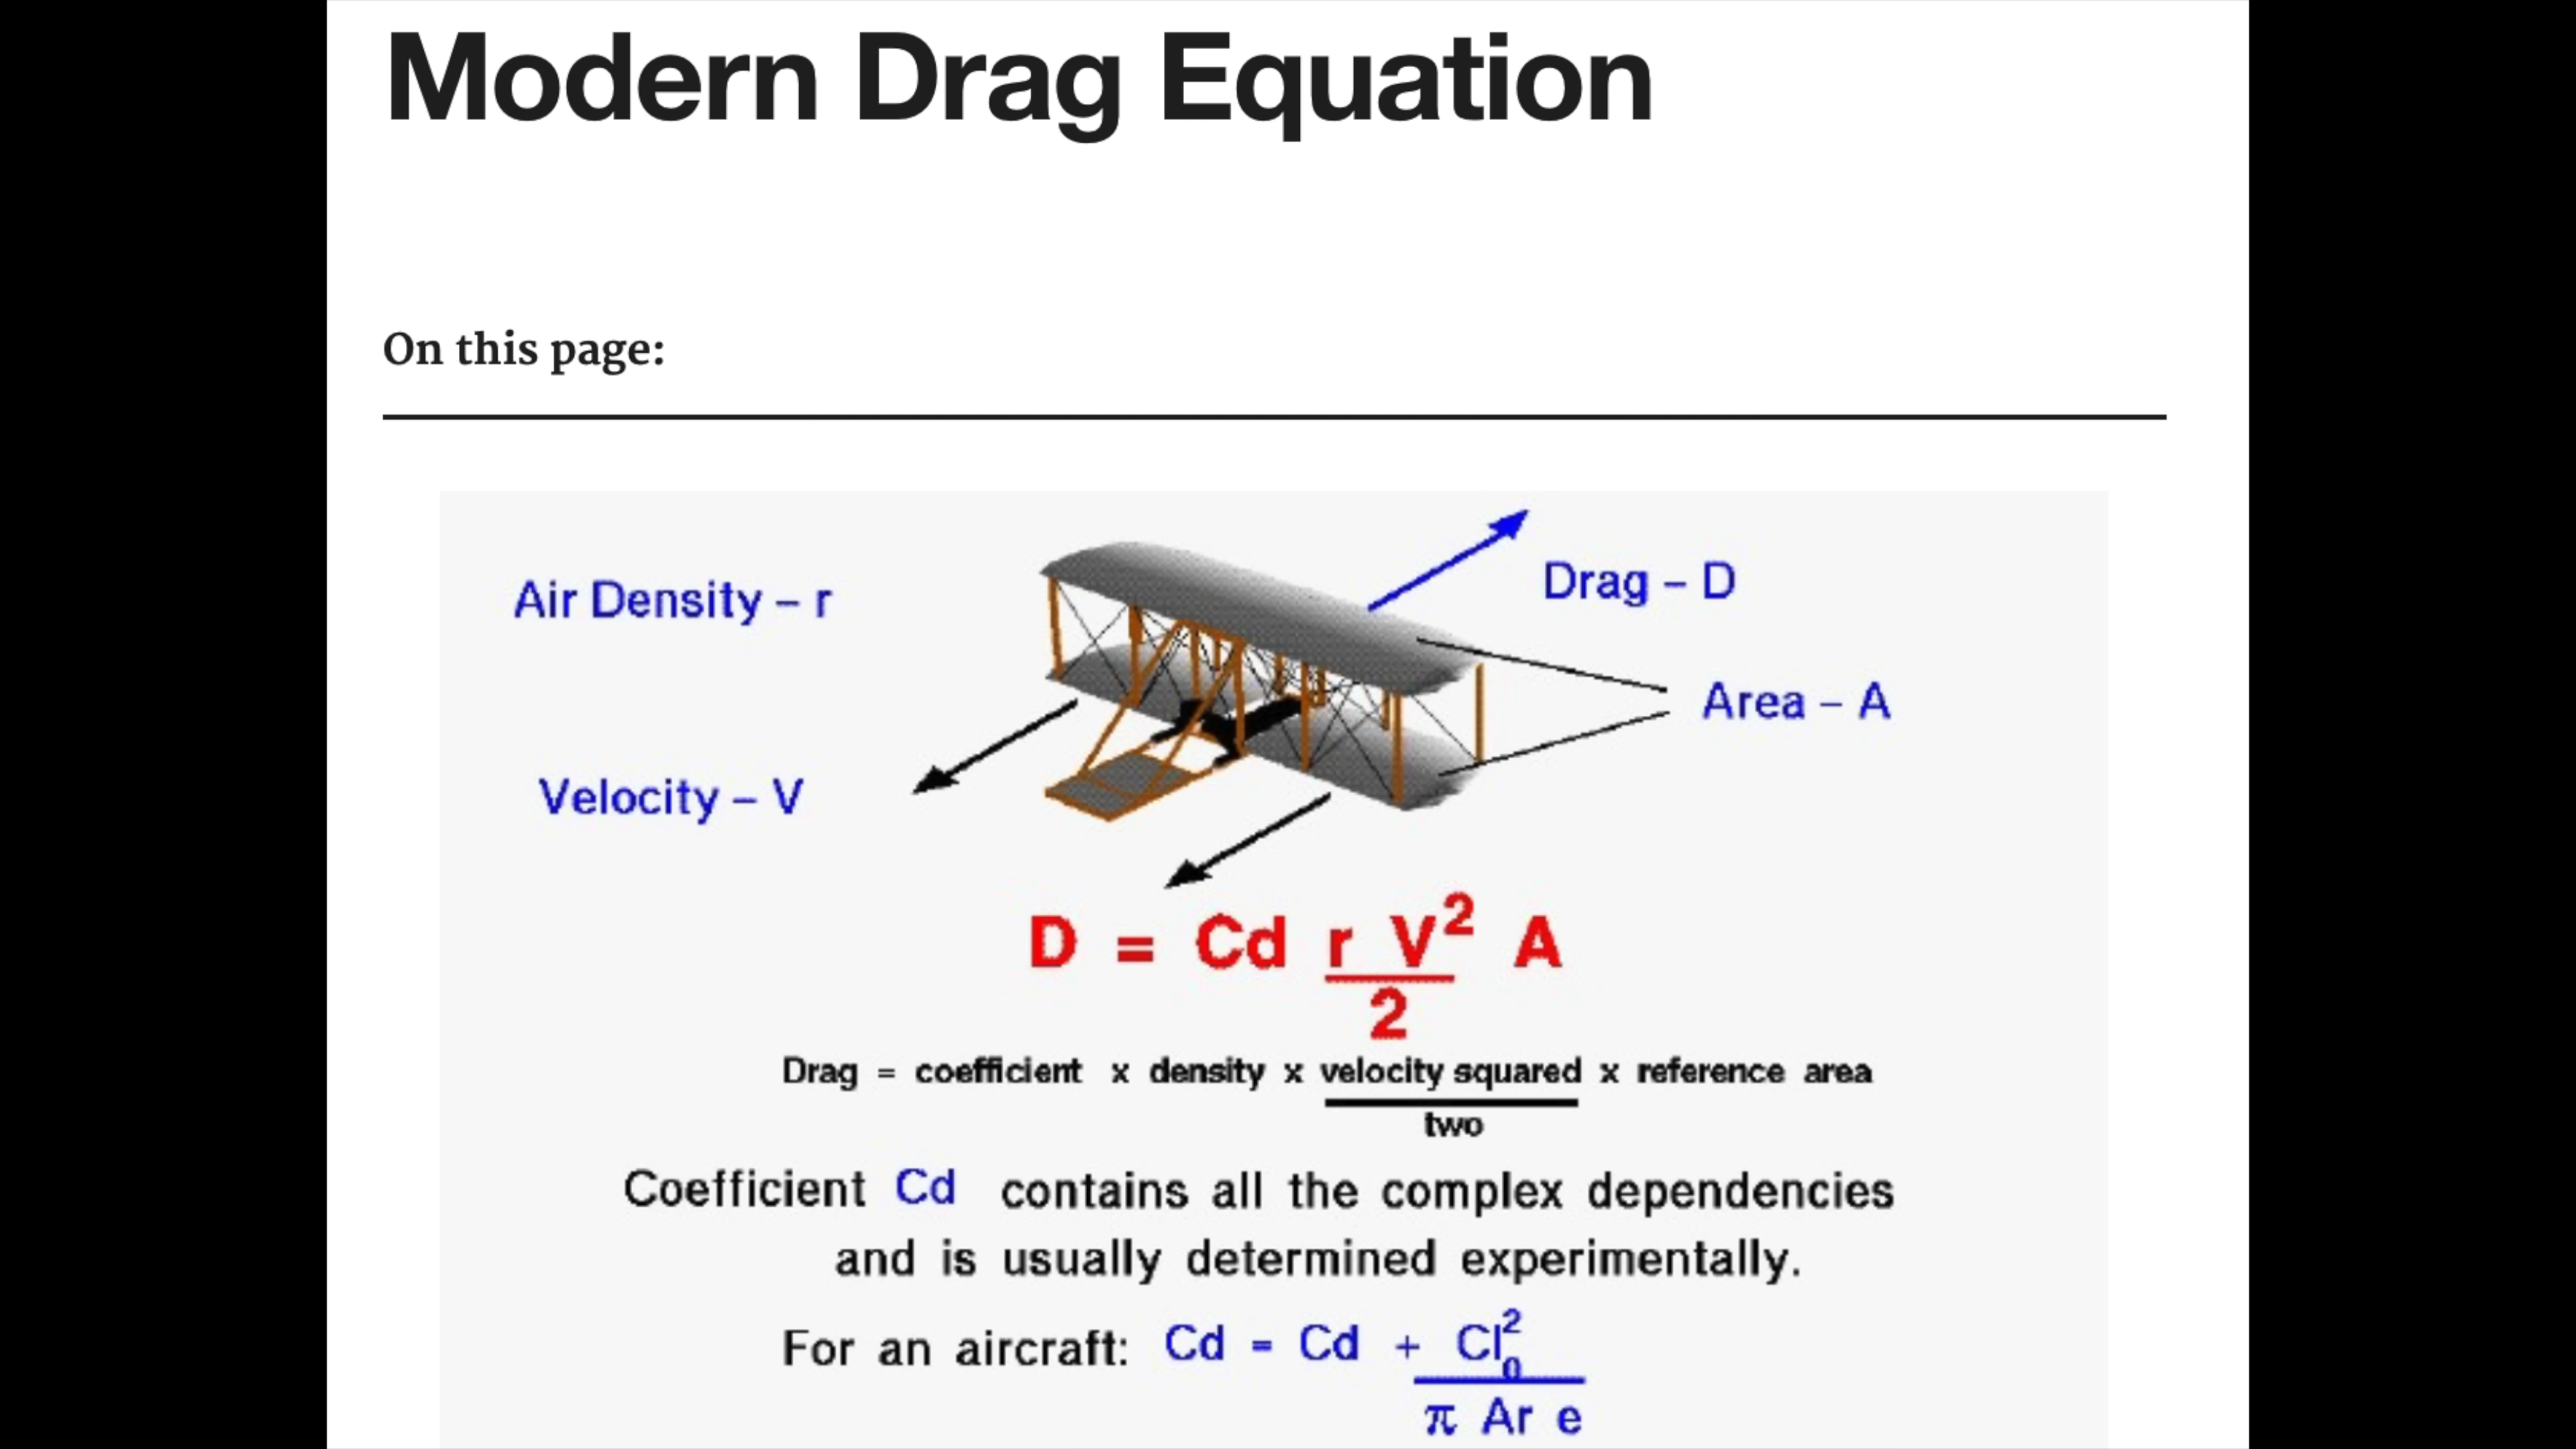 Modern Drag Equation
On this page:
Air Density – r
Drag – D
Area – A
Velocity – V
D = Cd r V² A
2
Drag = coefficient x density x velocity squared x reference area
two
Coefficient Cd contains all the complex dependencies
and is usually determined experimentally.
For an aircraft: Cd = Cd + Cl₀²
π Ar e